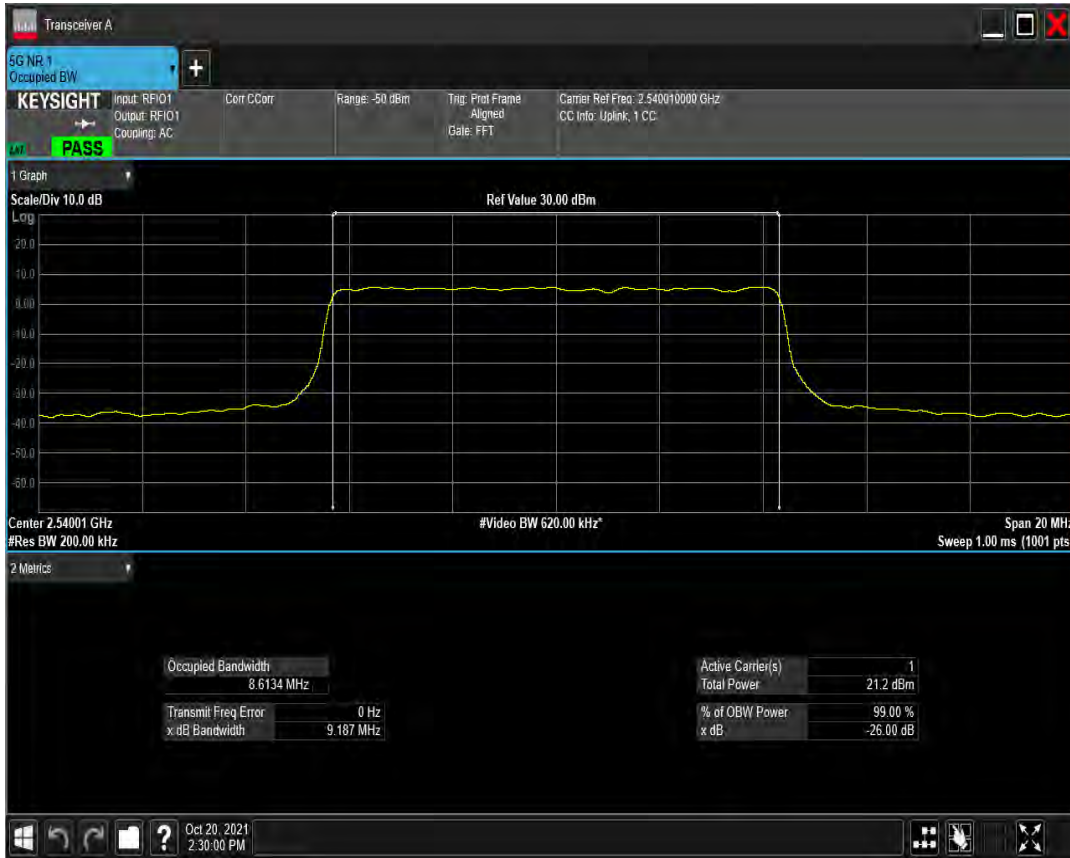 Transceiver A
5G NR 1
Occupied BW
+
KEYSIGHT
PASS
Input: RFIO1
Output: RFIO1
Coupling: AC
Corr CCorr
Range: -50 dBm
Trig: Prot Frame
Aligned
Gate: FFT
Carrier Ref Freq: 2.540010000 GHz
CC Info: Uplink, 1 CC
1 Graph
Scale/Div 10.0 dB
Ref Value 30.00 dBm
Log
20.0
10.0
0.00
-10.0
-20.0
-30.0
-40.0
-50.0
-60.0
Center 2.54001 GHz
#Video BW 620.00 kHz*
Span 20 MHz
#Res BW 200.00 kHz
Sweep 1.00 ms (1001 pts
2 Metrics
Occupied Bandwidth
8.6134 MHz
Transmit Freq Error 0 Hz
x dB Bandwidth 9.187 MHz
Active Carrier(s) 1
Total Power 21.2 dBm
% of OBW Power 99.00 %
x dB -26.00 dB
?
Oct 20, 2021
2:30:00 PM